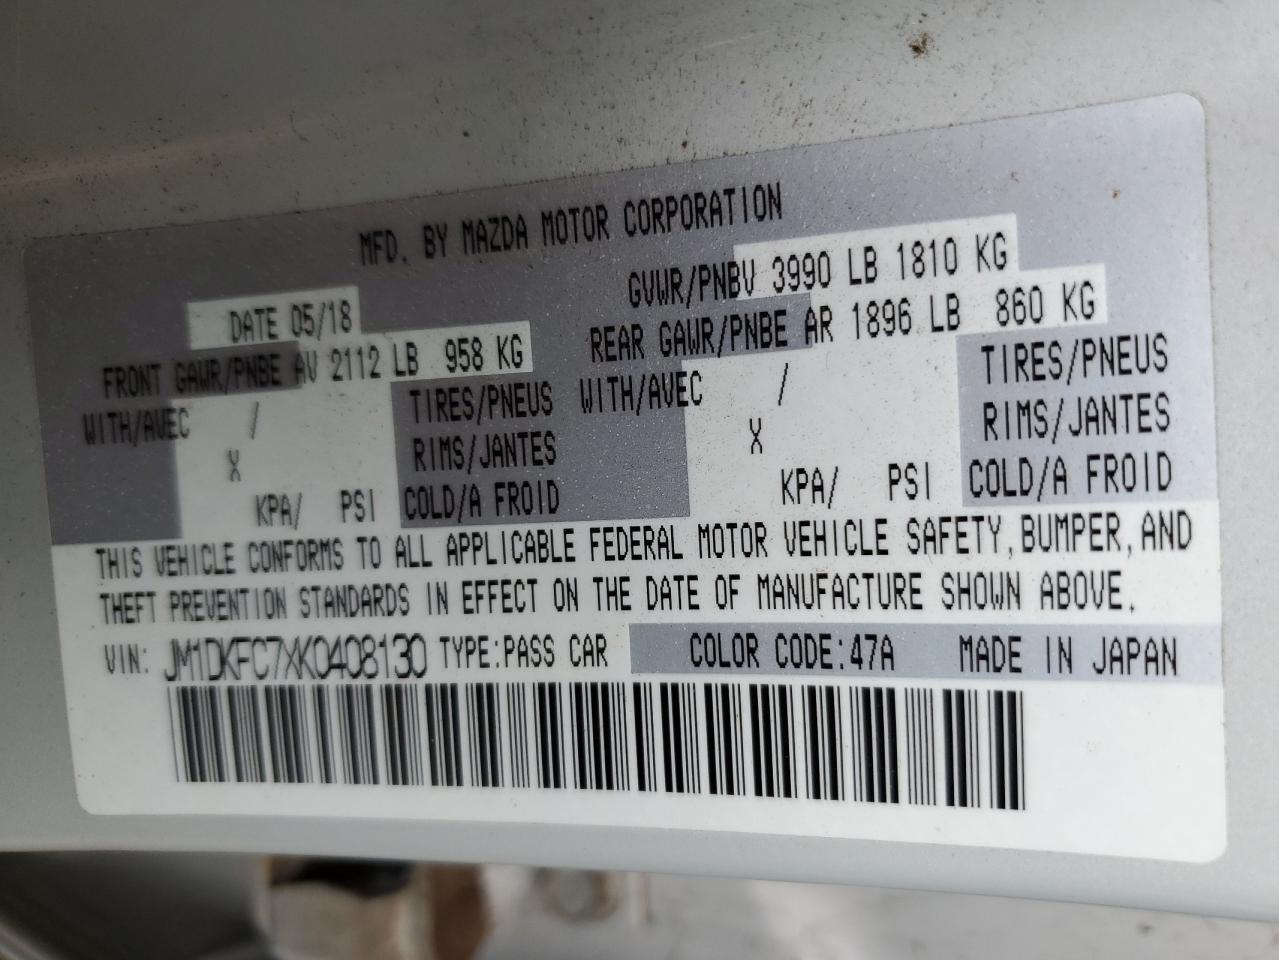 MFD. BY MAZDA MOTOR CORPORATION
DATE 05/18 GVWR/PNBV 3990 LB 1810 KG
FRONT GAWR/PNBE AV 2112 LB 958 KG REAR GAWR/PNBE AR 1896 LB 860 KG
WITH/AVEC / TIRES/PNEUS WITH/AVEC / TIRES/PNEUS
X RIMS/JANTES X RIMS/JANTES
KPA/ PSI COLD/A FROID KPA/ PSI COLD/A FROID
THIS VEHICLE CONFORMS TO ALL APPLICABLE FEDERAL MOTOR VEHICLE SAFETY, BUMPER, AND
THEFT PREVENTION STANDARDS IN EFFECT ON THE DATE OF MANUFACTURE SHOWN ABOVE.
VIN: JM1DKFC7XK0408130 TYPE:PASS CAR COLOR CODE:47A MADE IN JAPAN